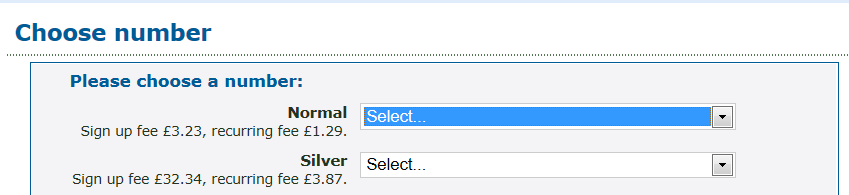 Choose number
Please choose a number:
Normal
Select...
Sign up fee £3.23, recurring fee £1.29.
Silver
Select...
Sign up fee £32.34, recurring fee £3.87.